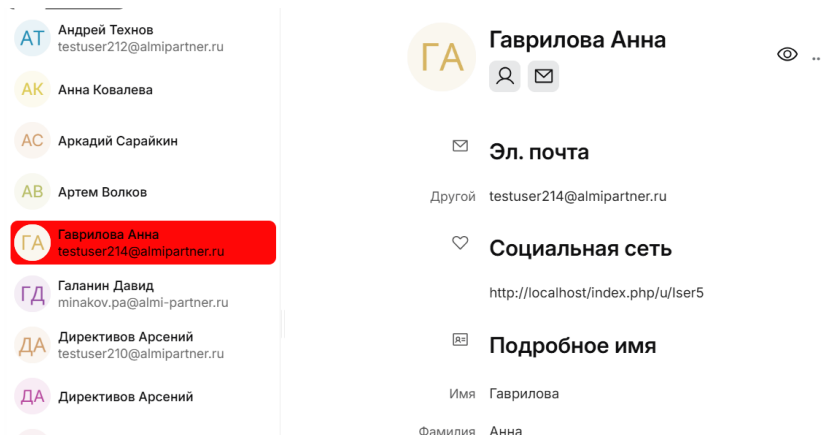 АТ
Андрей Технов
testuser212@almipartner.ru
АК
Анна Ковалева
АС
Аркадий Сарайкин
АВ
Артем Волков
ГА
Гаврилова Анна
testuser214@almipartner.ru
ГД
Галанин Давид
minakov.pa@almi-partner.ru
ДА
Директивов Арсений
testuser210@almipartner.ru
ДА
Директивов Арсений
ГА
Гаврилова Анна
Эл. почта
Другой testuser214@almipartner.ru
Социальная сеть
http://localhost/index.php/u/lser5
Подробное имя
Имя Гаврилова
Фамилия Анна